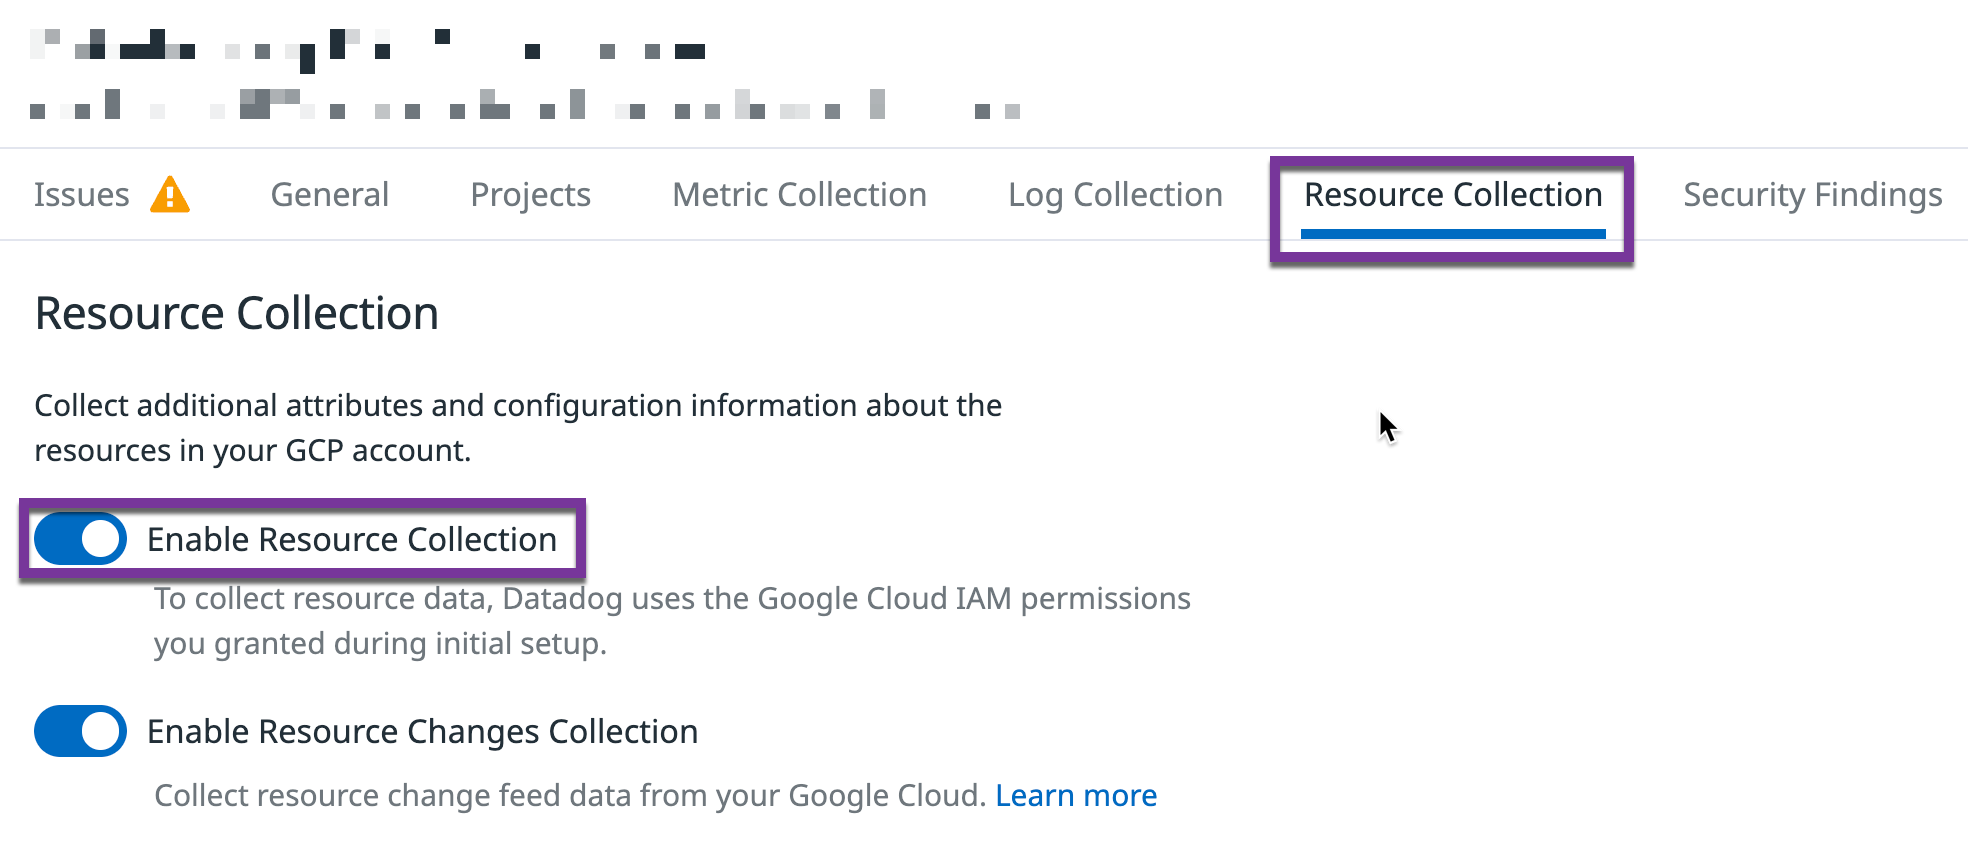 Issues General Projects Metric Collection Log Collection Resource Collection Security Findings
Resource Collection
Collect additional attributes and configuration information about the
resources in your GCP account.
Enable Resource Collection
To collect resource data, Datadog uses the Google Cloud IAM permissions
you granted during initial setup.
Enable Resource Changes Collection
Collect resource change feed data from your Google Cloud. Learn more